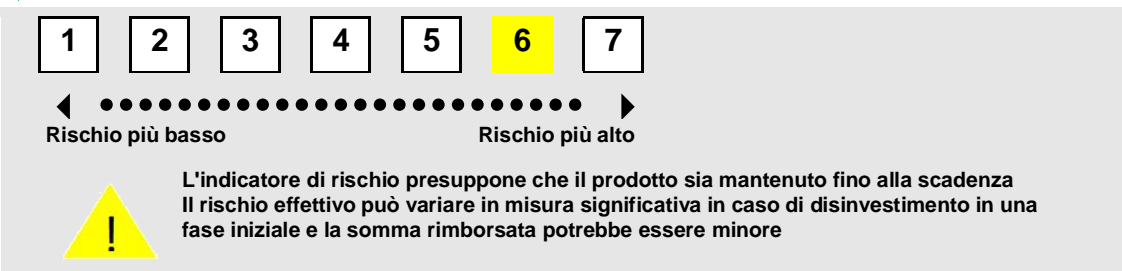 1 2 3 4 5 6 7
Rischio più basso Rischio più alto
L'indicatore di rischio presuppone che il prodotto sia mantenuto fino alla scadenza
Il rischio effettivo può variare in misura significativa in caso di disinvestimento in una
fase iniziale e la somma rimborsata potrebbe essere minore
!